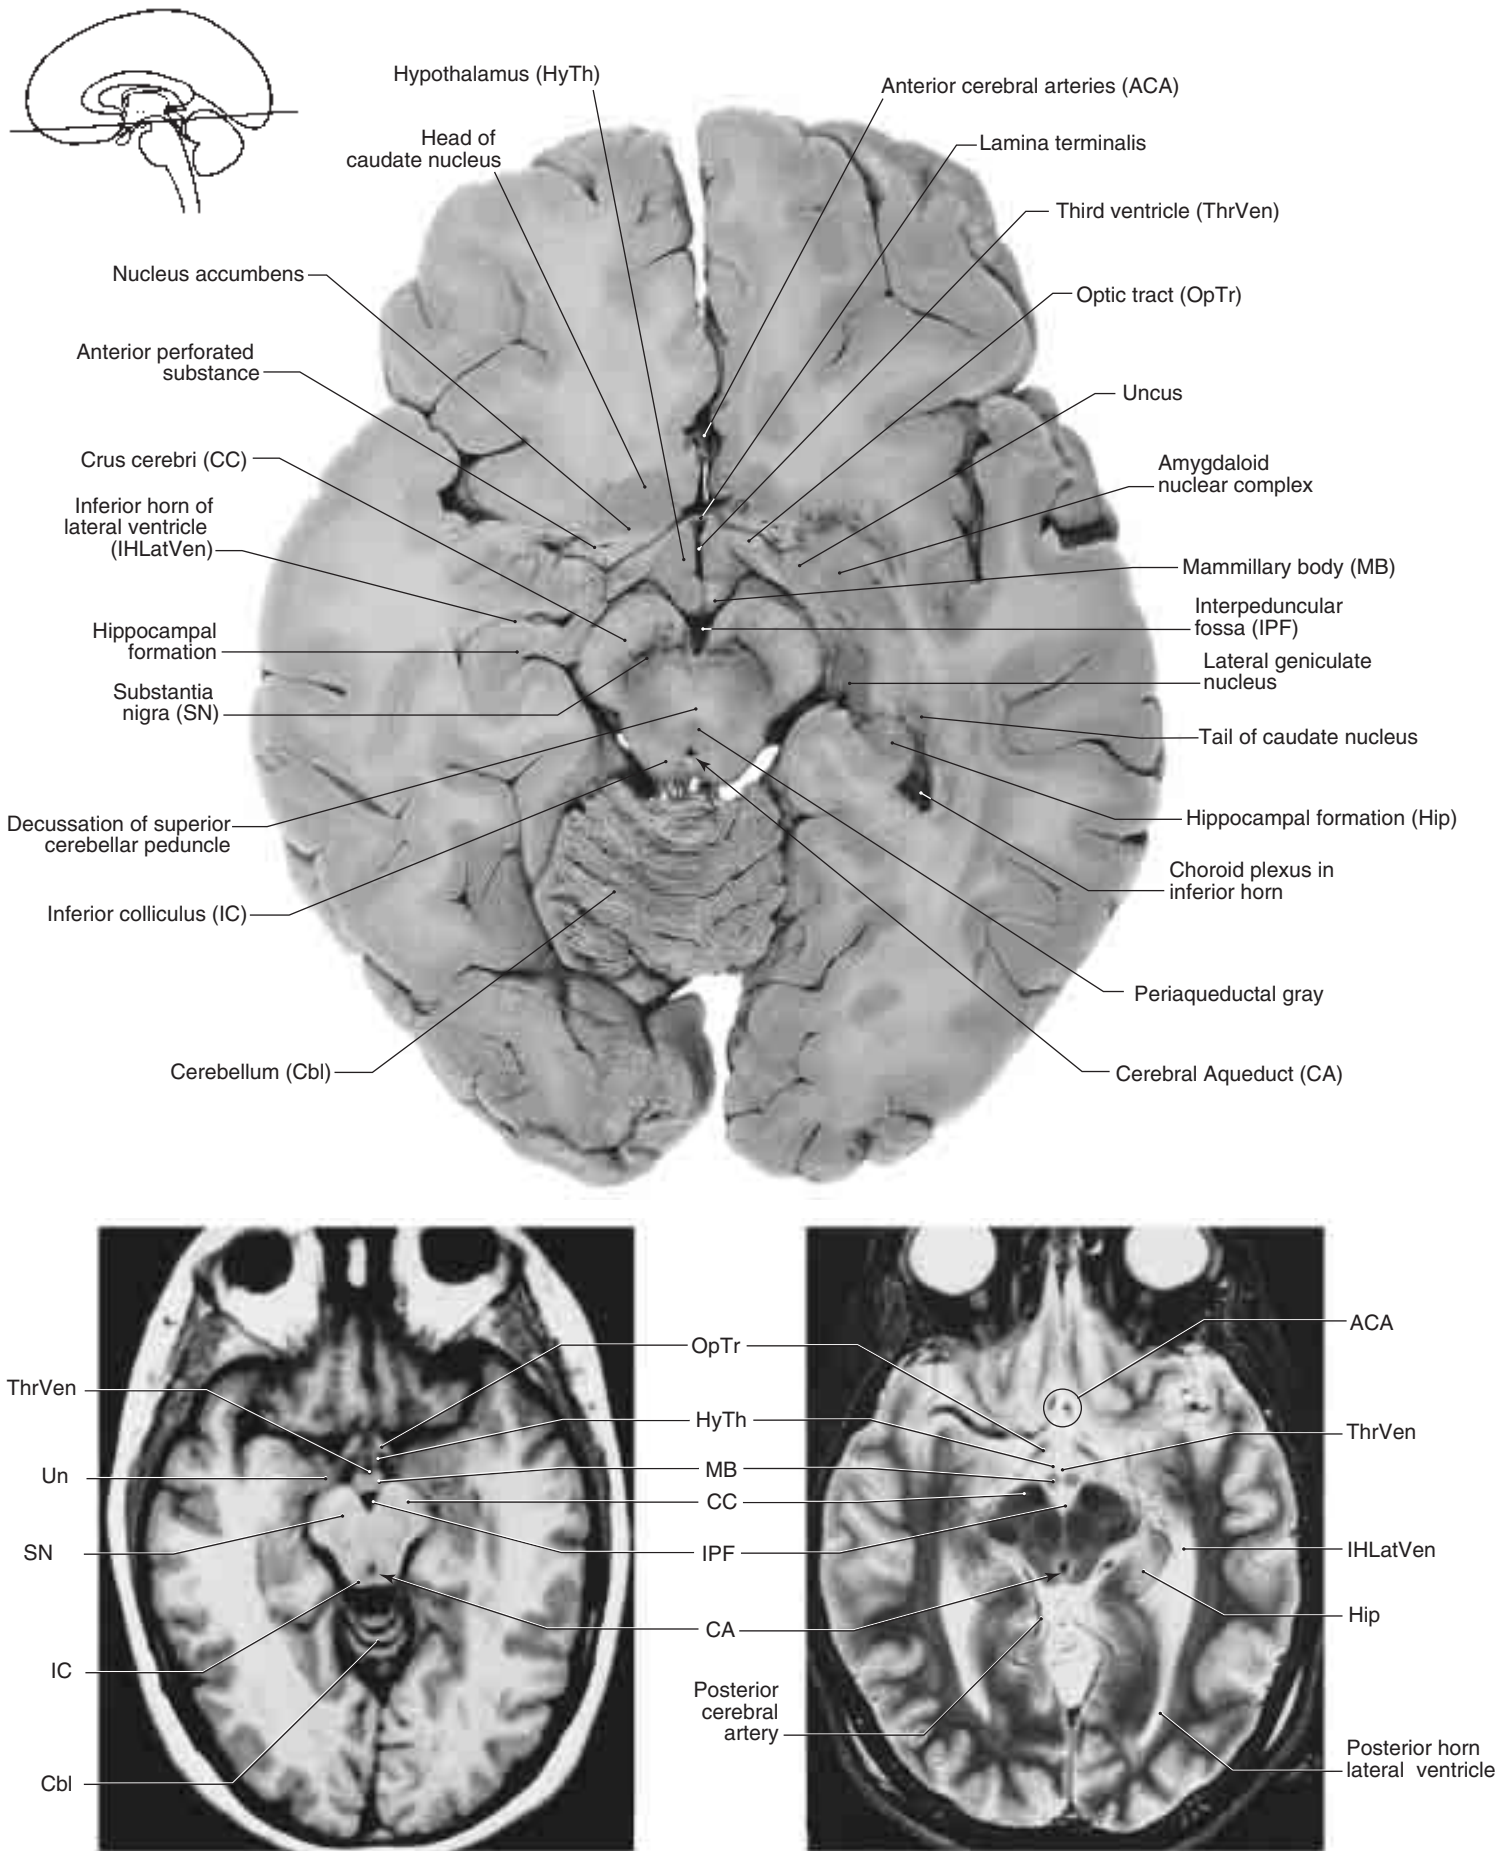 Hypothalamus (HyTh)
Head of
caudate nucleus
Nucleus accumbens
Anterior perforated
substance
Crus cerebri (CC)
Inferior horn of
lateral ventricle
(IHLatVen)
Hippocampal
formation
Substantia
nigra (SN)
Decussation of superior
cerebellar peduncle
Inferior colliculus (IC)
Cerebellum (Cbl)
Anterior cerebral arteries (ACA)
Lamina terminalis
Third ventricle (ThrVen)
Optic tract (OpTr)
Uncus
Amygdaloid
nuclear complex
Mammillary body (MB)
Interpeduncular
fossa (IPF)
Lateral geniculate
nucleus
Tail of caudate nucleus
Hippocampal formation (Hip)
Choroid plexus in
inferior horn
Periaqueductal gray
Cerebral Aqueduct (CA)
ThrVen
Un
SN
IC
Cbl
OpTr
HyTh
MB
CC
IPF
CA
Posterior
cerebral
artery
ACA
ThrVen
IHLatVen
Hip
Posterior horn
lateral ventricle